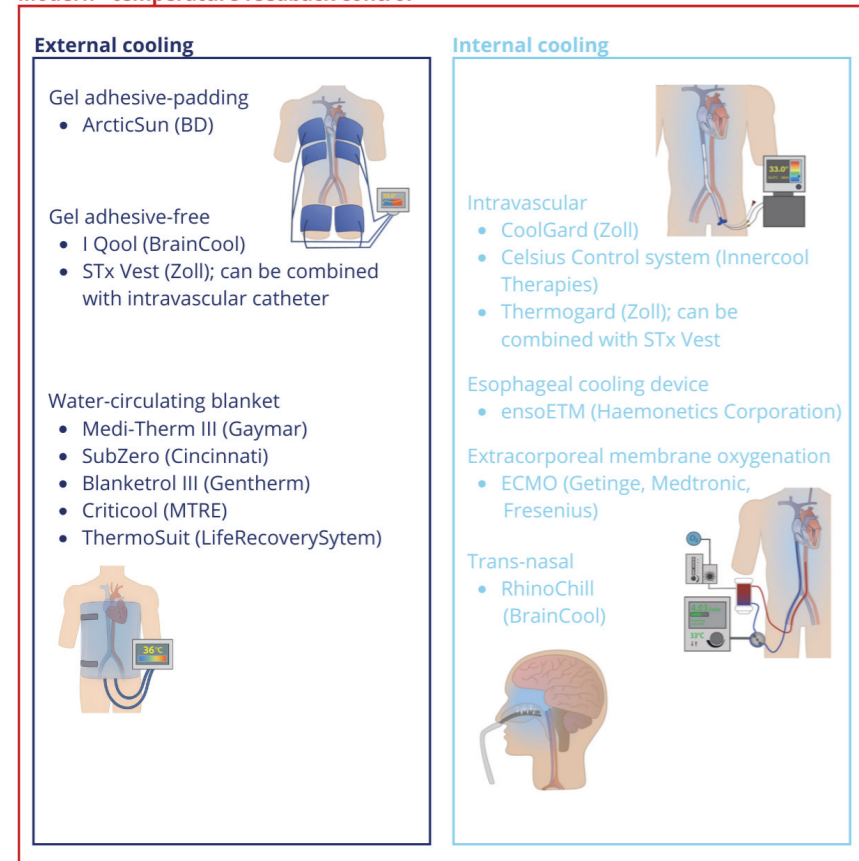 External cooling
Gel adhesive-padding
• ArcticSun (BD)
Gel adhesive-free
• I Qool (BrainCool)
• STx Vest (Zoll); can be combined
with intravascular catheter
Water-circulating blanket
• Medi-Therm III (Gaymar)
• SubZero (Cincinnati)
• Blanketrol III (Gentherm)
• Criticool (MTRE)
• ThermoSuit (LifeRecoverySytem)
36°C
Internal cooling
33.0°
Intravascular
• CoolGard (Zoll)
• Celsius Control system (Innercool
Therapies)
• Thermogard (Zoll); can be
combined with STx Vest
Esophageal cooling device
• ensoETM (Haemonetics Corporation)
Extracorporeal membrane oxygenation
• ECMO (Getinge, Medtronic,
Fresenius)
O₂
33°C
Trans-nasal
• RhinoChill
(BrainCool)